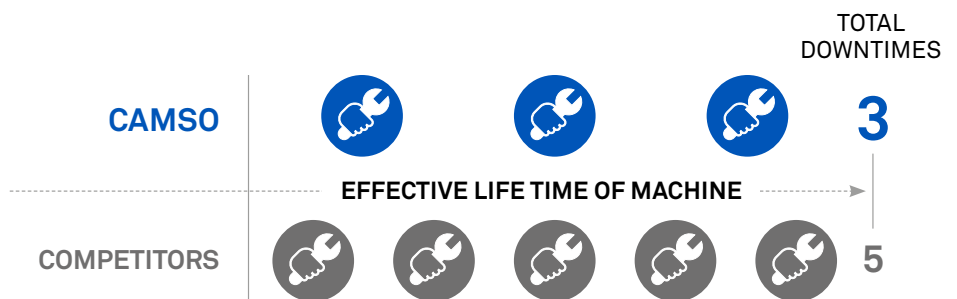 TOTAL
DOWNTIMES
CAMSO
3
EFFECTIVE LIFE TIME OF MACHINE
COMPETITORS
5